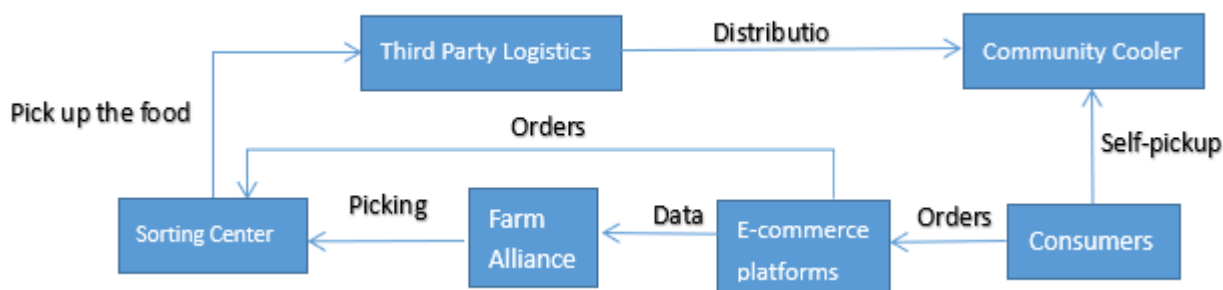 Third Party Logistics
Distributio
Community Cooler
Pick up the food
Orders
Self-pickup
Sorting Center
Picking
Farm
Alliance
Data
E-commerce
platforms
Orders
Consumers